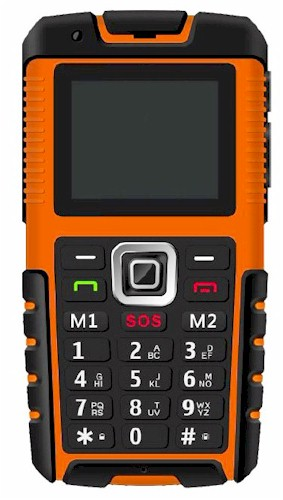 M1 SOS M2
1 2 ABC 3 DEF
4 GHI 5 JKL 6 MNO
7 PQRS 8 TUV 9 WXYZ
* 0 #